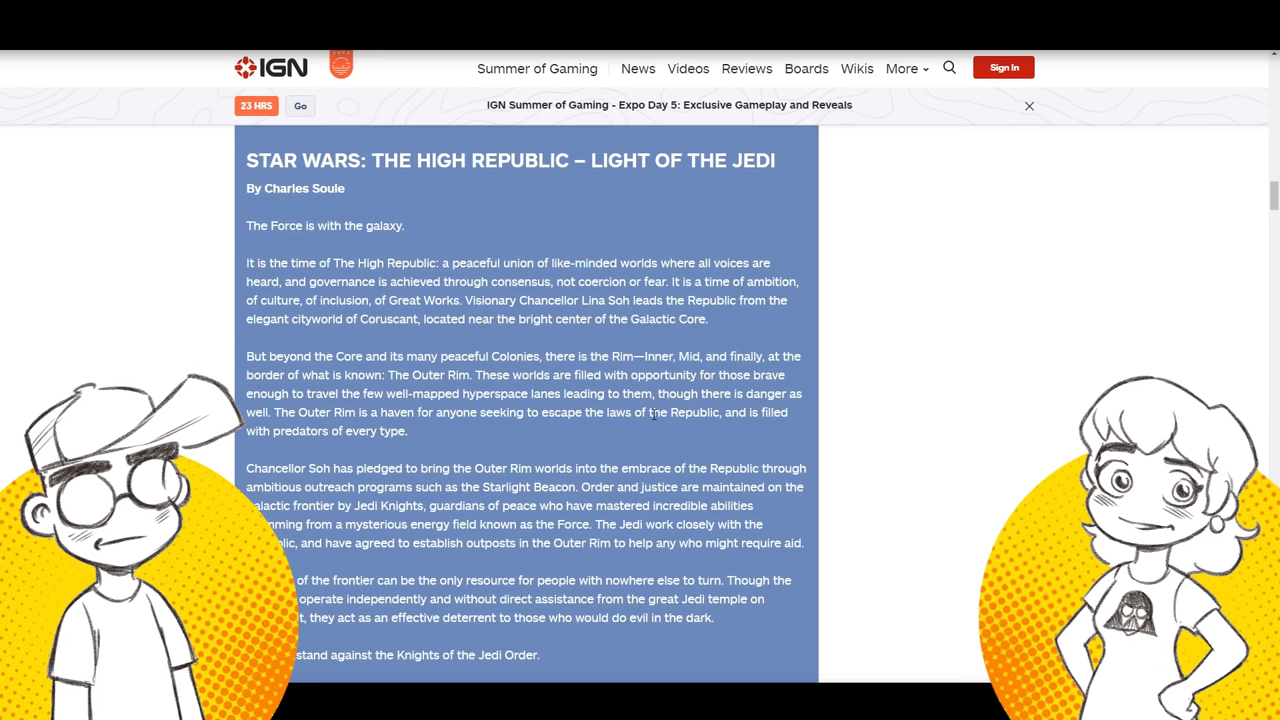 IGN
Summer of Gaming News Videos Reviews Boards Wikis More Sign In
23 HRS Go IGN Summer of Gaming - Expo Day 5: Exclusive Gameplay and Reveals
STAR WARS: THE HIGH REPUBLIC – LIGHT OF THE JEDI
By Charles Soule
The Force is with the galaxy.
It is the time of The High Republic: a peaceful union of like-minded worlds where all voices are
heard, and governance is achieved through consensus, not coercion or fear. It is a time of ambition,
of culture, of inclusion, of Great Works. Visionary Chancellor Lina Soh leads the Republic from the
elegant cityworld of Coruscant, located near the bright center of the Galactic Core.
But beyond the Core and its many peaceful Colonies, there is the Rim—Inner, Mid, and finally, at the
border of what is known: The Outer Rim. These worlds are filled with opportunity for those brave
enough to travel the few well-mapped hyperspace lanes leading to them, though there is danger as
well. The Outer Rim is a haven for anyone seeking to escape the laws of the Republic, and is filled
with predators of every type.
Chancellor Soh has pledged to bring the Outer Rim worlds into the embrace of the Republic through
ambitious outreach programs such as the Starlight Beacon. Order and justice are maintained on the
galactic frontier by Jedi Knights, guardians of peace who have mastered incredible abilities
mming from a mysterious energy field known as the Force. The Jedi work closely with the
lic, and have agreed to establish outposts in the Outer Rim to help any who might require aid.
of the frontier can be the only resource for people with nowhere else to turn. Though the
operate independently and without direct assistance from the great Jedi temple on
t, they act as an effective deterrent to those who would do evil in the dark.
stand against the Knights of the Jedi Order.